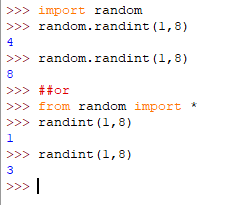 >>> import random
>>> random.randint(1,8)
4
>>> random.randint(1,8)
8
>>> ##or
>>> from random import *
>>> randint(1,8)
1
>>> randint(1,8)
3
>>>